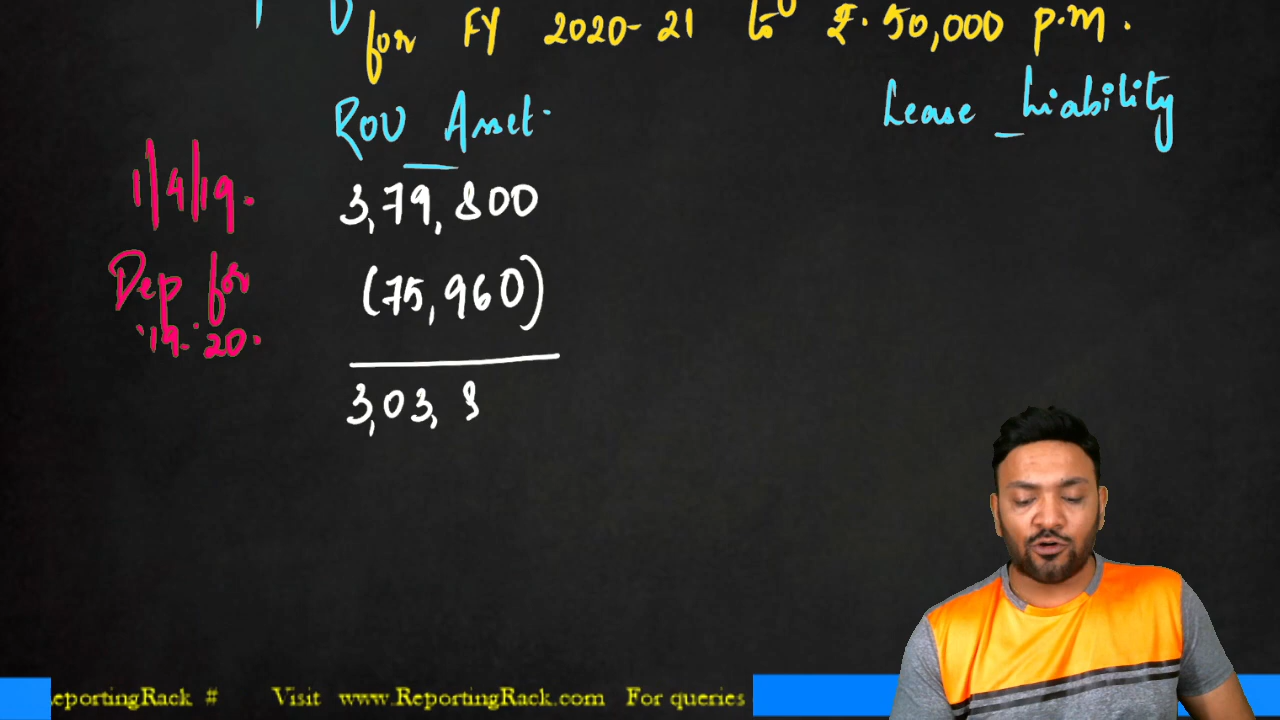 for FY 2020-21 to ₹. 50,000 p.m.
ROU Asset. Lease Liability
1/4/19. 3,79,800
Dep for (75,960)
'19-'20.
3,03,8
eportingRack # Visit www.ReportingRack.com For queries